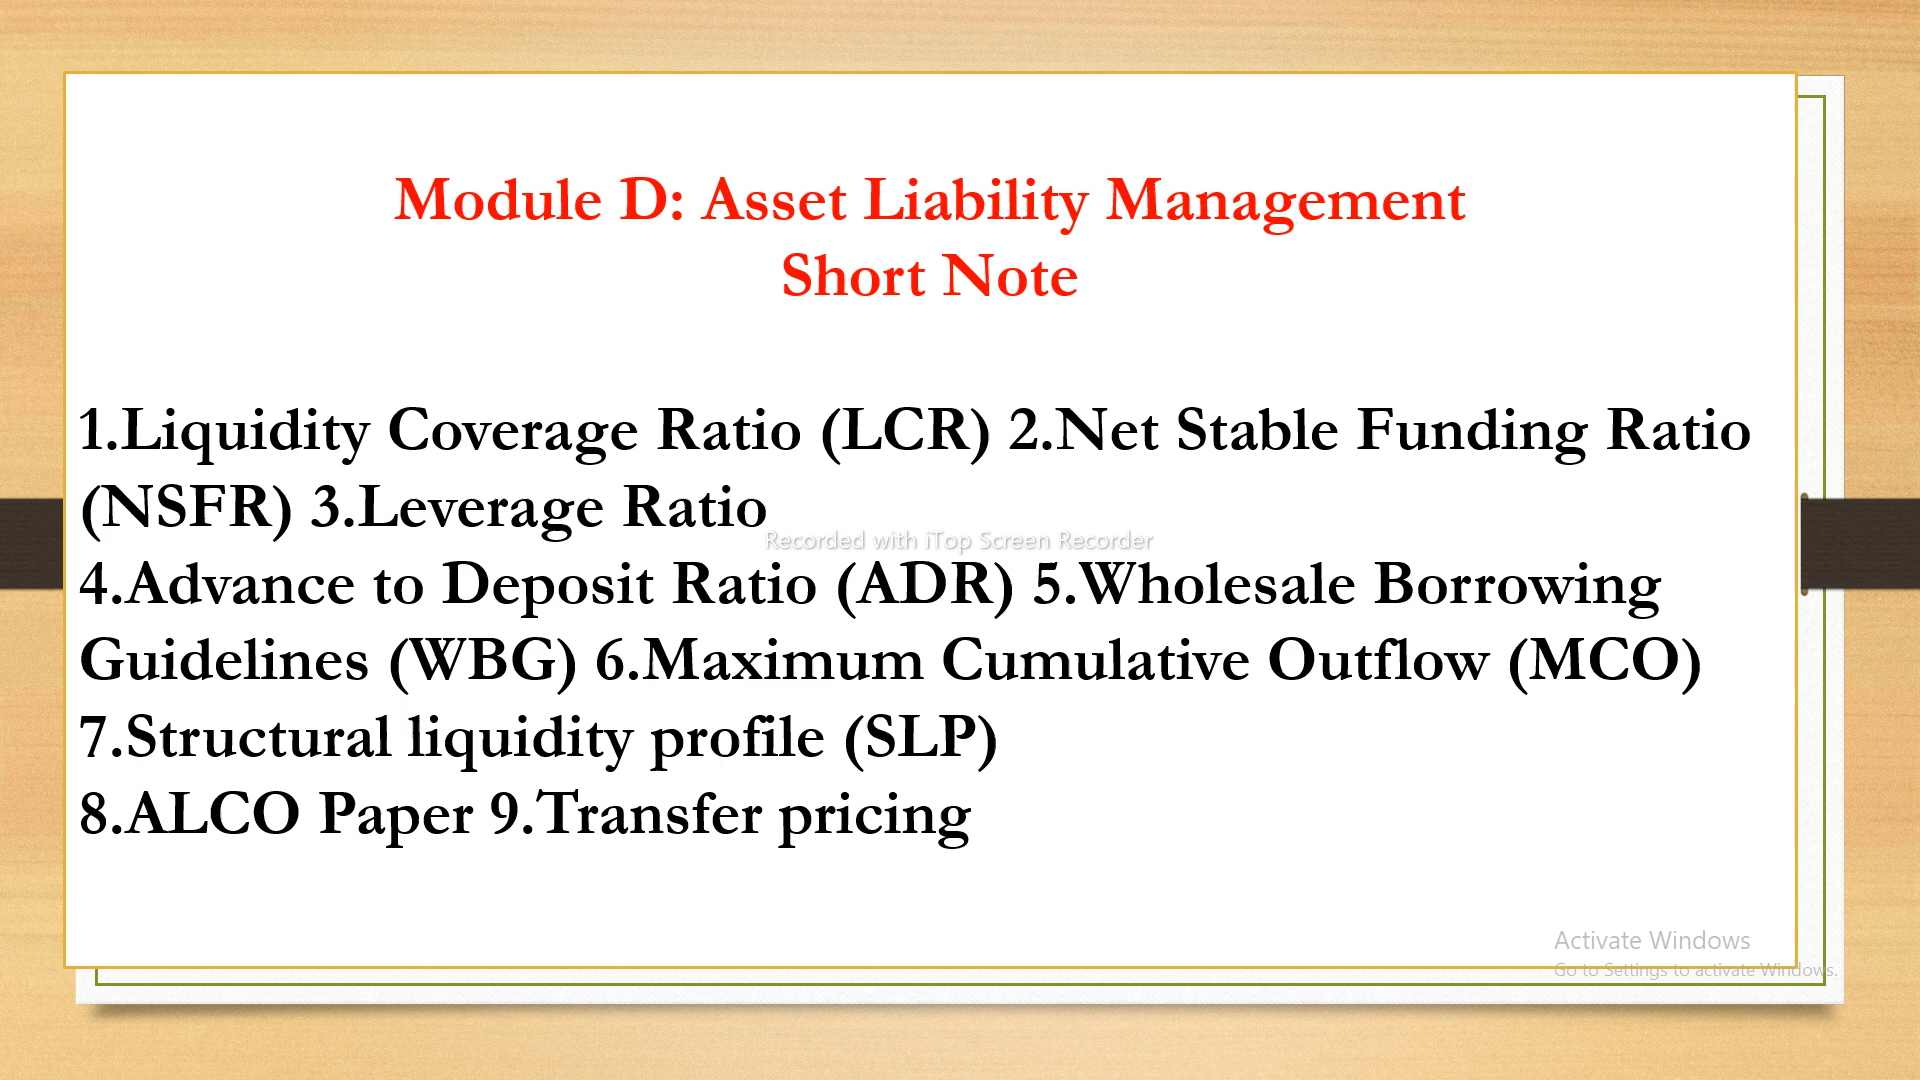 Module D: Asset Liability Management
Short Note
1.Liquidity Coverage Ratio (LCR) 2.Net Stable Funding Ratio
(NSFR) 3.Leverage Ratio
Recorded with iTop Screen Recorder
4.Advance to Deposit Ratio (ADR) 5.Wholesale Borrowing
Guidelines (WBG) 6.Maximum Cumulative Outflow (MCO)
7.Structural liquidity profile (SLP)
8.ALCO Paper 9.Transfer pricing
Activate Windows
Go to Settings to activate Windows.